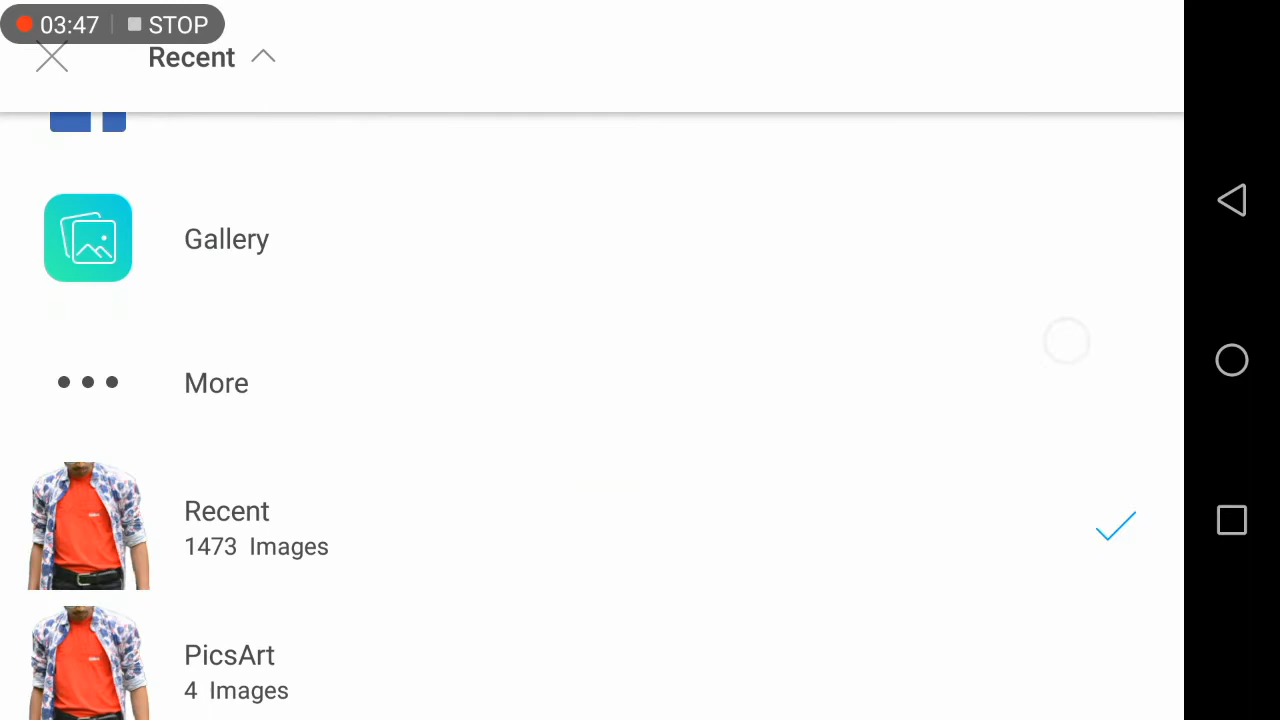 03:47 STOP
Recent
Gallery
More
Recent
1473 Images
PicsArt
4 Images